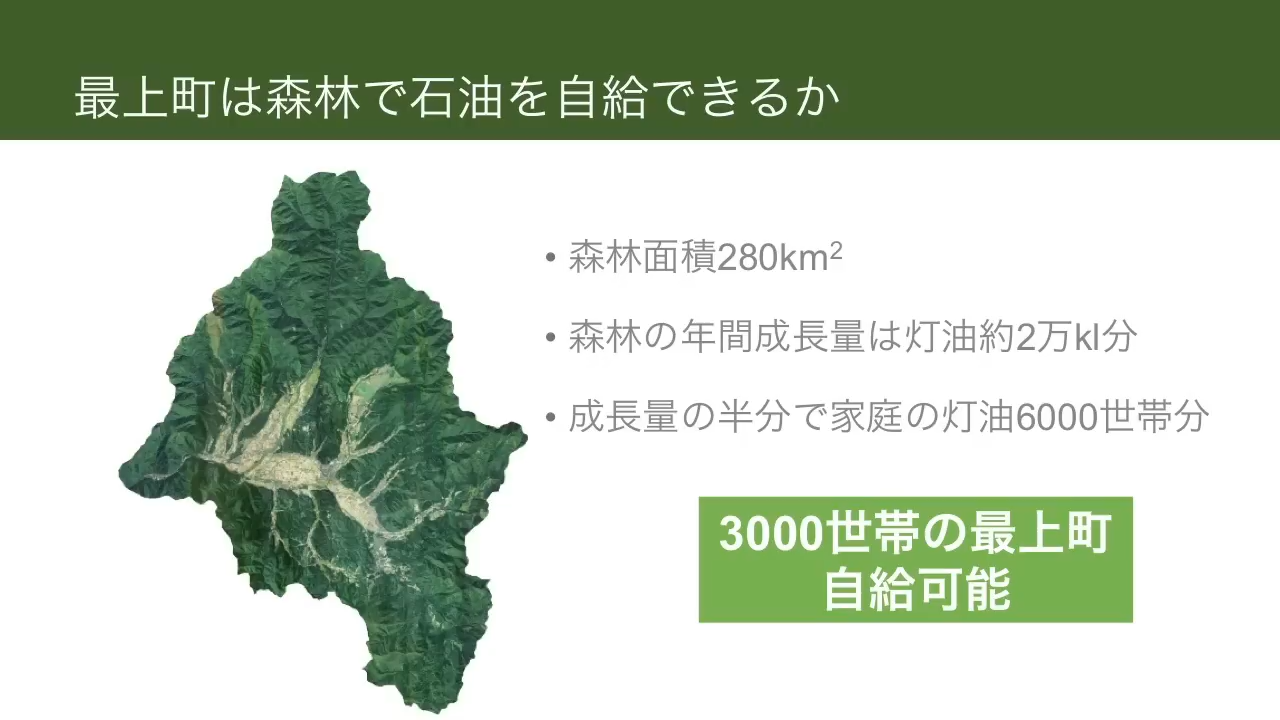 最上町は森林で石油を自給できるか
• 森林面積280km²
• 森林の年間成長量は灯油約2万kl分
• 成長量の半分で家庭の灯油6000世帯分
3000世帯の最上町
自給可能